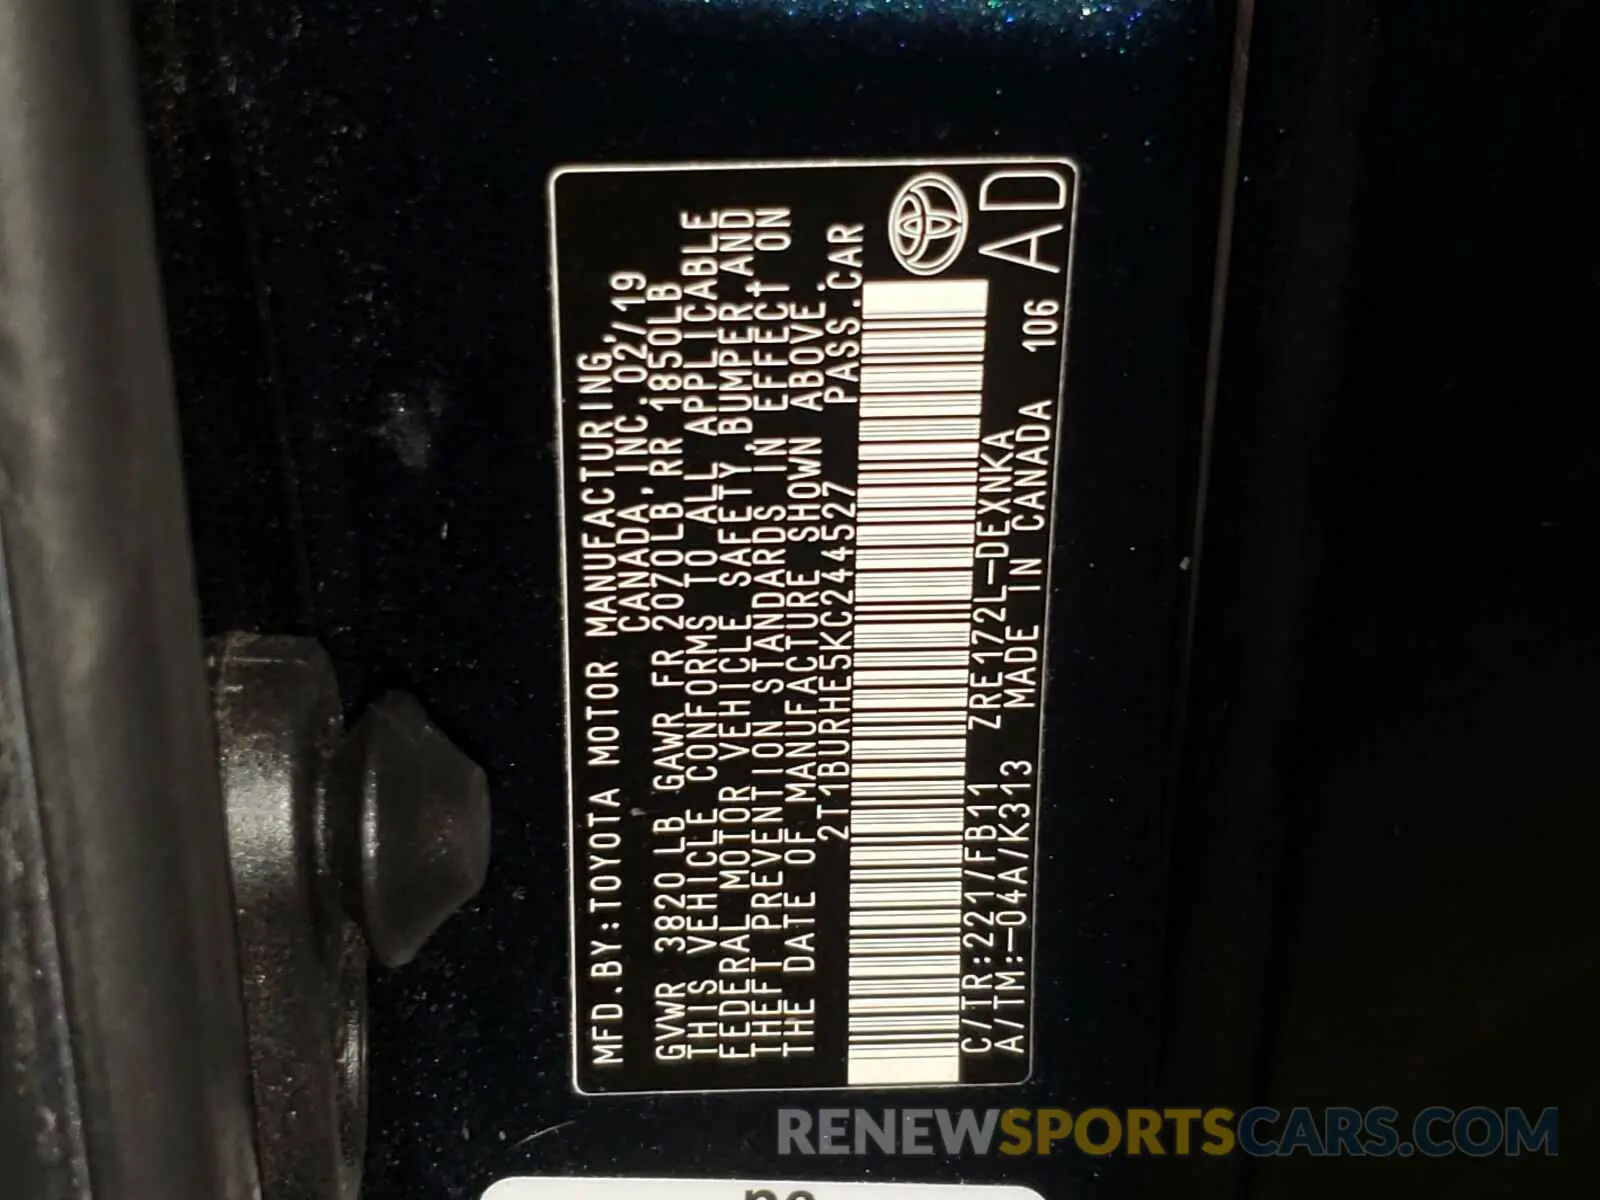 MFD.BY:TOYOTA MOTOR MANUFACTURING,
CANADA, INC. 02/19
GVWR 3820LB GAWR FR 2070LB RR 1850LB
THIS VEHICLE CONFORMS TO ALL APPLICABLE
FEDERAL MOTOR VEHICLE SAFETY, BUMPER, AND
THEFT PREVENTION STANDARDS IN EFFECT ON
THE DATE OF MANUFACTURE SHOWN ABOVE.
2T1BURHE5KC244527 PASS.CAR
C/TR:221/FB11 ZRE172L-DEXNKA
A/TM:-04A/K313 MADE IN CANADA 106
AD
RENEWSPORTSCARS.COM